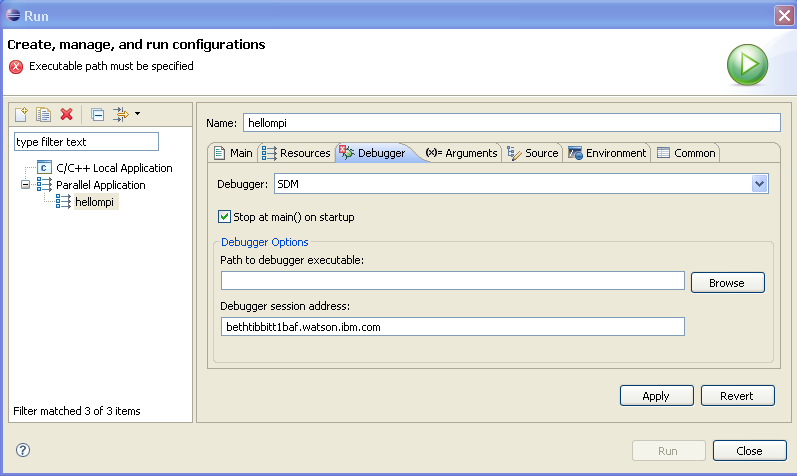 Run
Create, manage, and run configurations
Executable path must be specified
type filter text
C/C++ Local Application
Parallel Application
hellompi
Filter matched 3 of 3 items
Name: hellompi
Main Resources Debugger (x)= Arguments Source Environment Common
Debugger: SDM
Stop at main() on startup
Debugger Options
Path to debugger executable:
Browse
Debugger session address:
bethtibbitt1baf.watson.ibm.com
Apply Revert
? Run Close